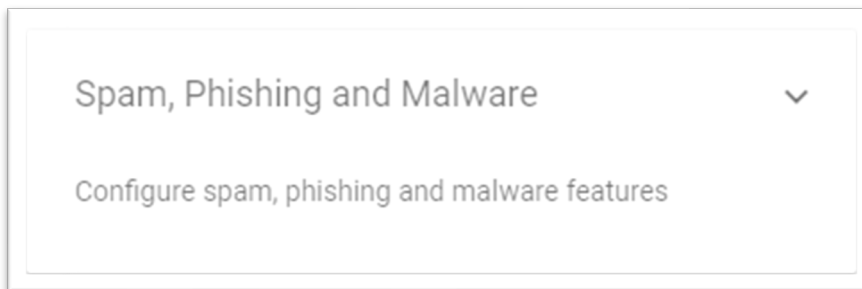 Spam, Phishing and Malware
Configure spam, phishing and malware features